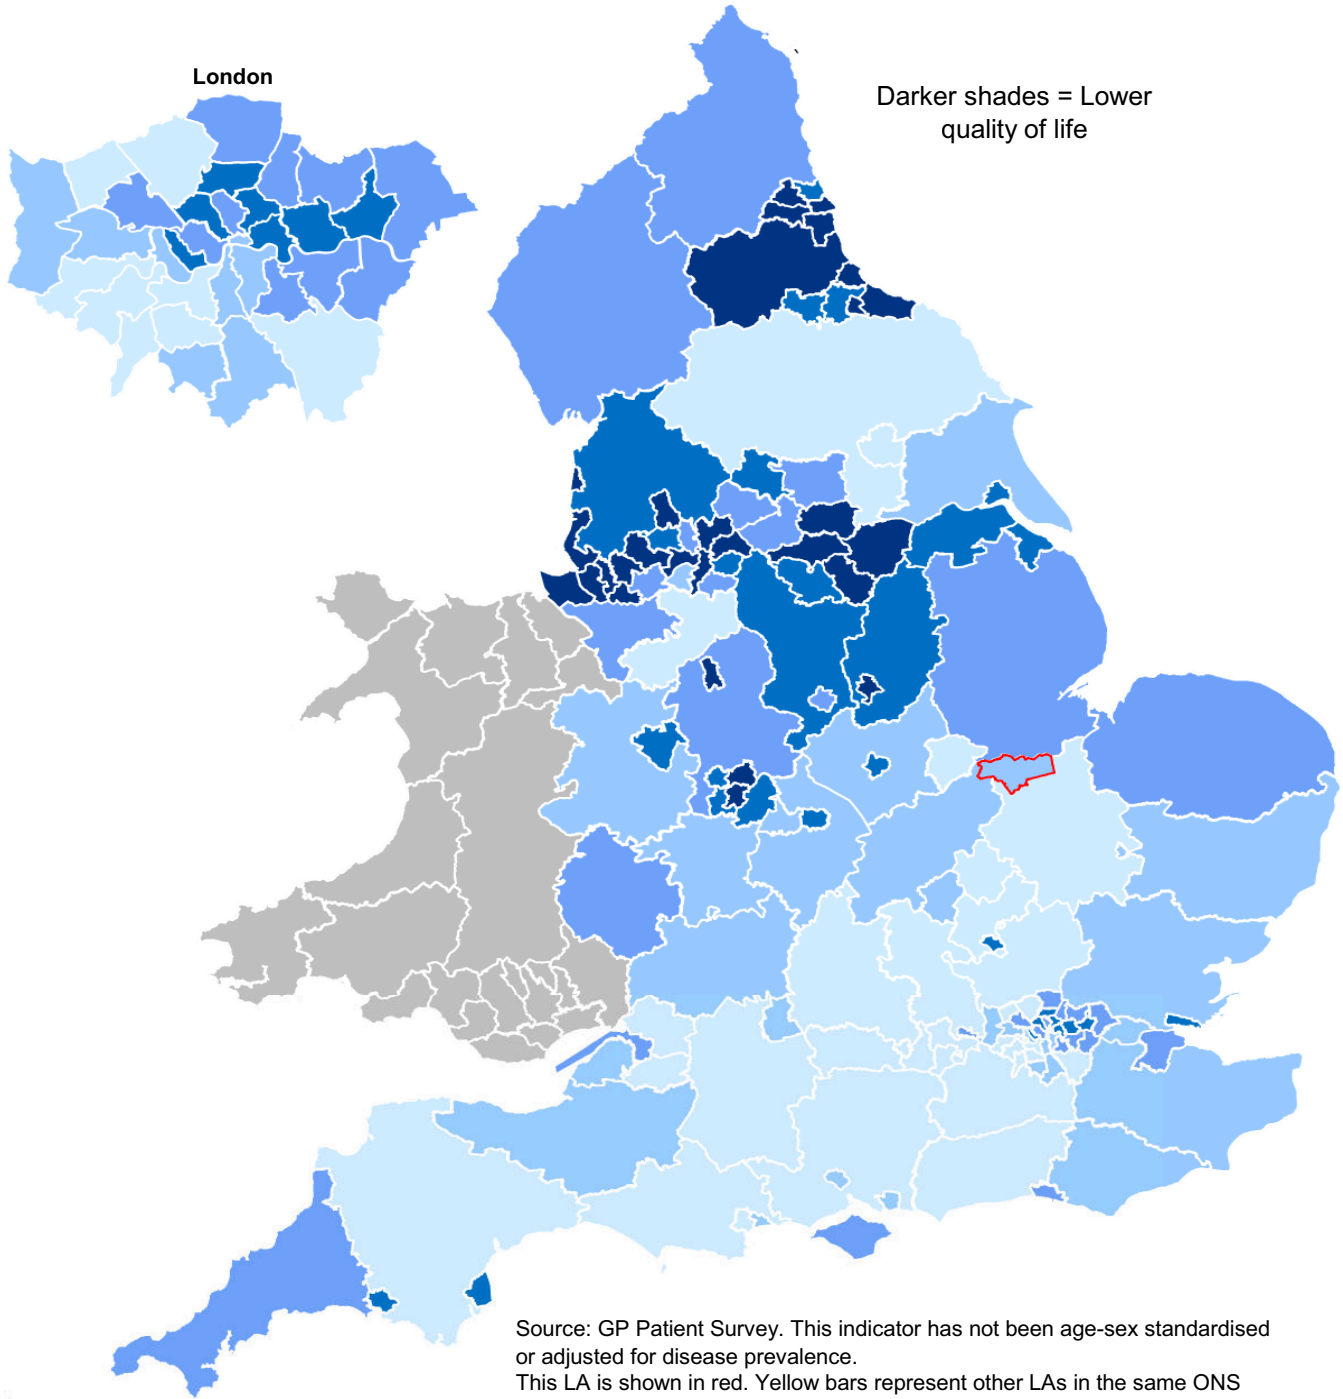 London
Darker shades = Lower
quality of life
Source: GP Patient Survey. This indicator has not been age-sex standardised
or adjusted for disease prevalence.
This LA is shown in red. Yellow bars represent other LAs in the same ONS